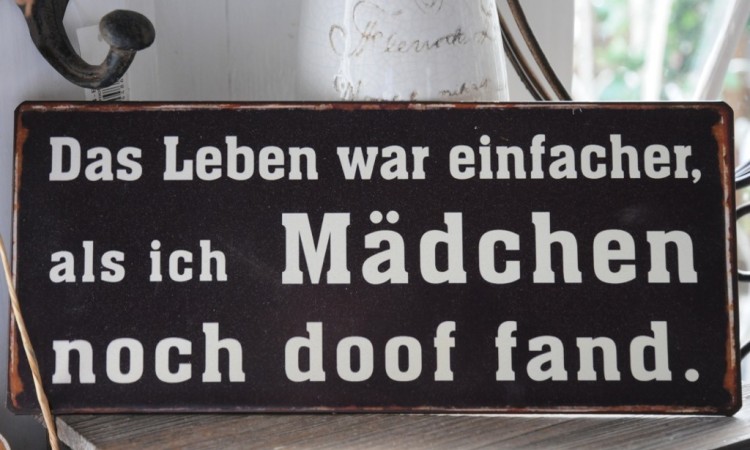 Das Leben war einfacher,
als ich Mädchen
noch doof fand.